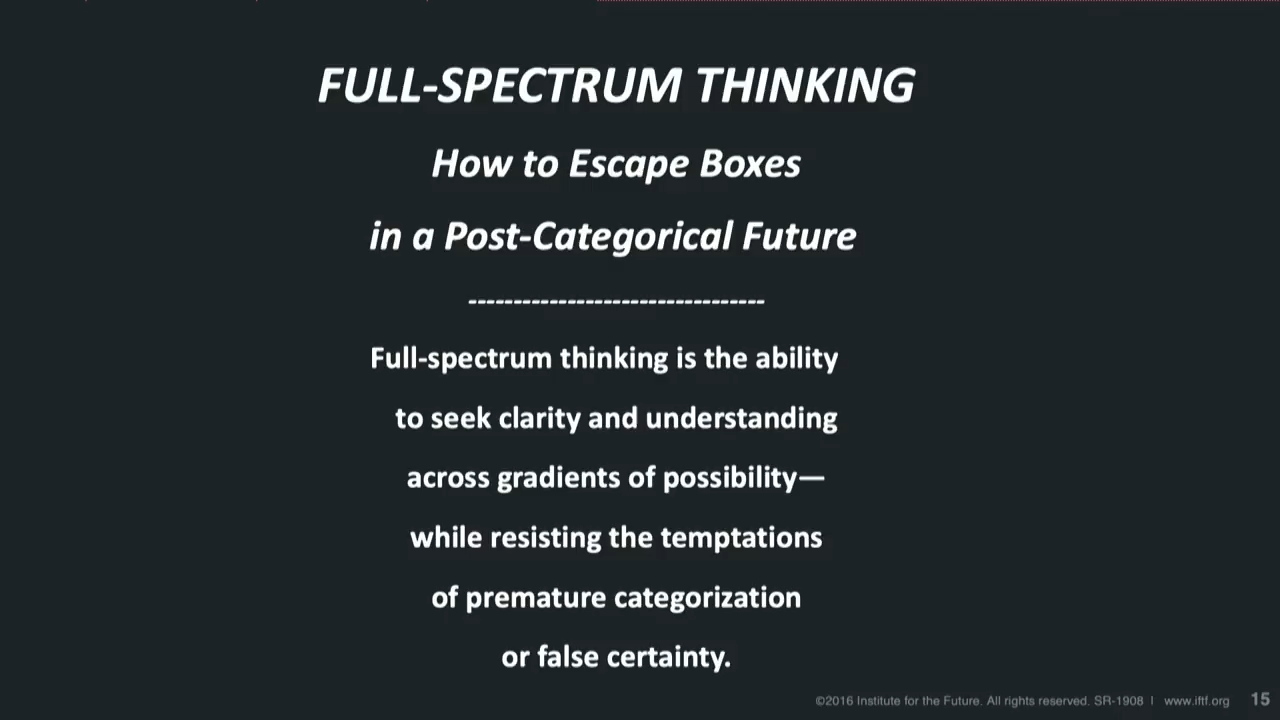 FULL-SPECTRUM THINKING
How to Escape Boxes
in a Post-Categorical Future
---------------------------------
Full-spectrum thinking is the ability
to seek clarity and understanding
across gradients of possibility—
while resisting the temptations
of premature categorization
or false certainty.
©2016 Institute for the Future. All rights reserved. SR-1908 | www.iftf.org 15